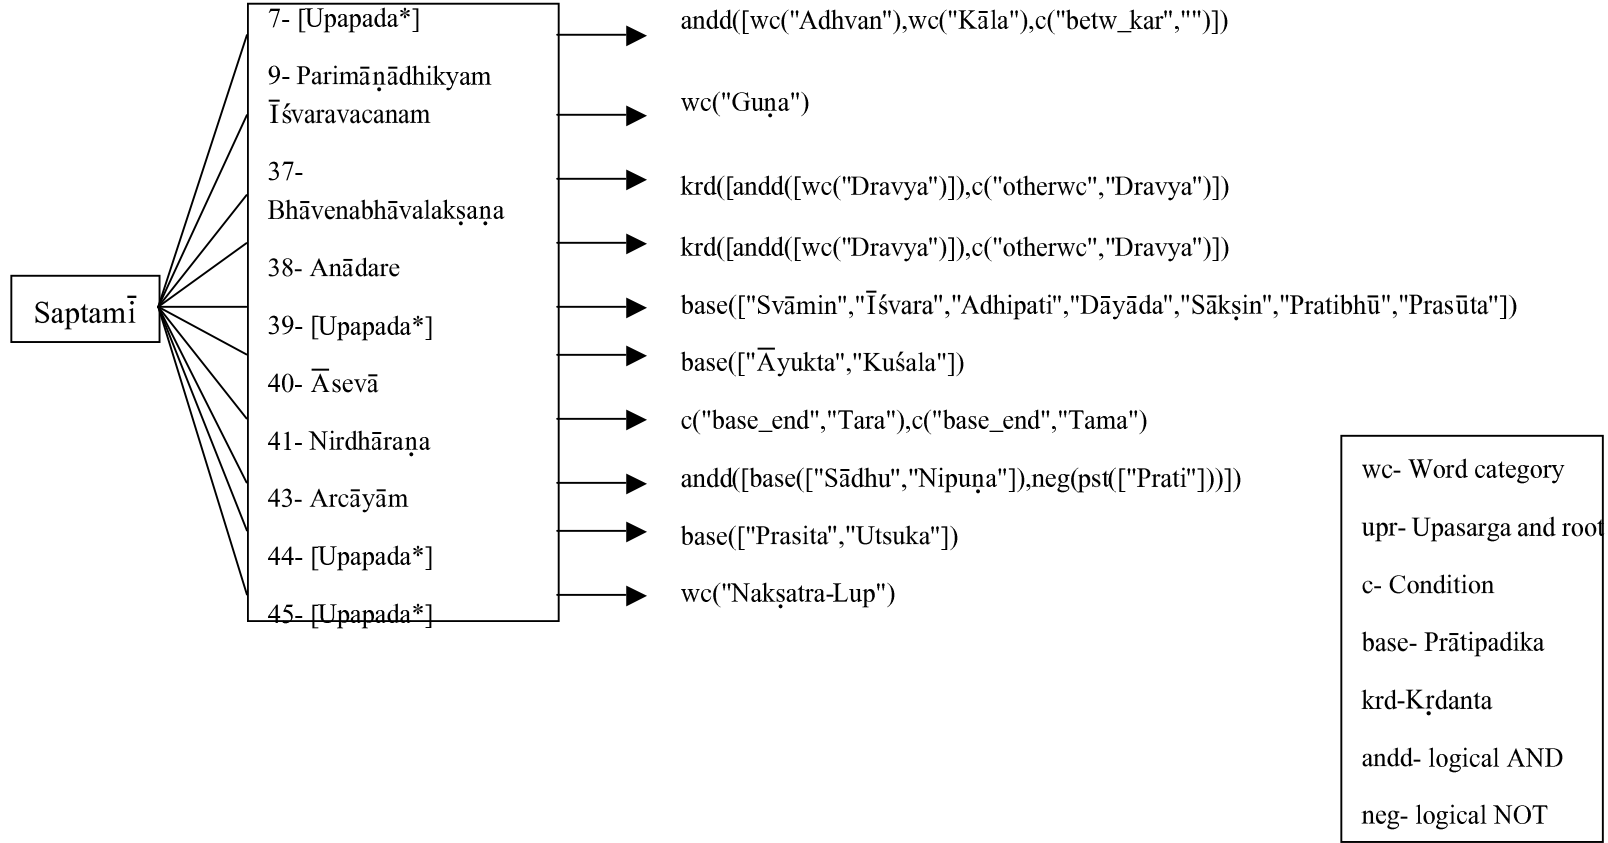 Saptamī
7- [Upapada*]
9- Parimāṇādhikyam
Īśvaravacanam
37-
Bhāvenabhāvalakṣaṇa
38- Anādare
39- [Upapada*]
40- Āsevā
41- Nirdhāraṇa
43- Arcāyām
44- [Upapada*]
45- [Upapada*]
andd([wc("Adhvan"),wc("Kāla"),c("betw_kar","")])
wc("Guṇa")
krd([andd([wc("Dravya")]),c("otherwc","Dravya")])
krd([andd([wc("Dravya")]),c("otherwc","Dravya")])
base(["Svāmin","Īśvara","Adhipati","Dāyāda","Sākṣin","Pratibhū","Prasūta"])
base(["Āyukta","Kuśala"])
c("base_end","Tara"),c("base_end","Tama")
andd([base(["Sādhu","Nipuṇa"]),neg(pst(["Prati"]))])
base(["Prasita","Utsuka"])
wc("Nakṣatra-Lup")
wc- Word category
upr- Upasarga and root
c- Condition
base- Prātipadika
krd-Kṛdanta
andd- logical AND
neg- logical NOT